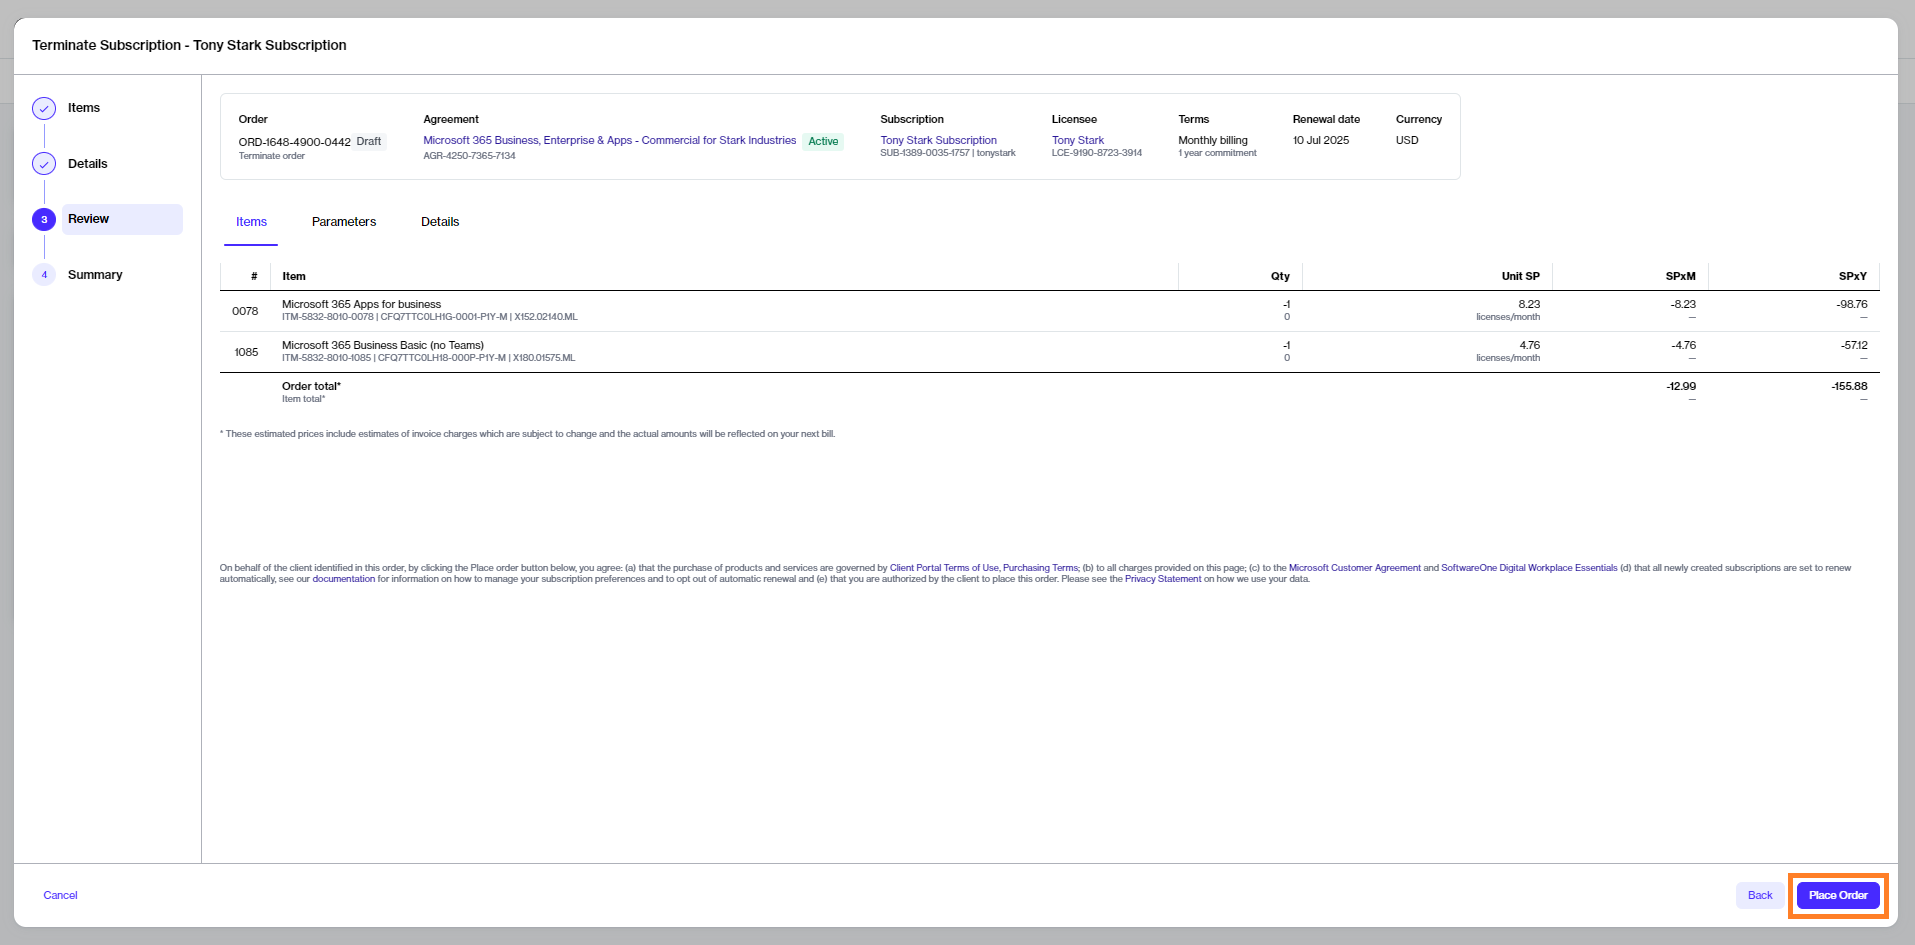 Terminate Subscription - Tony Stark Subscription
Items
Details
3 Review
4 Summary
Order Agreement Subscription Licensee Terms Renewal date Currency
ORD-1648-4900-0442 Draft Microsoft 365 Business, Enterprise & Apps - Commercial for Stark Industries Active Tony Stark Subscription Tony Stark Monthly billing 10 Jul 2025 USD
Terminate order AGR-4250-7365-7134 SUB-1389-0035-1757 | tonystark LCE-9190-8723-3914 1 year commitment
Items Parameters Details
# Item Qty Unit SP SPxM SPxY
0078 Microsoft 365 Apps for business -1 8.23 -8.23 -98.76
ITM-5832-8010-0078 | CFQ7TTC0LH1G-0001-P1Y-M | X152.02140.ML 0 licenses/month — —
1085 Microsoft 365 Business Basic (no Teams) -1 4.76 -4.76 -57.12
ITM-5832-8010-1085 | CFQ7TTC0LH18-000P-P1Y-M | X180.01575.ML 0 licenses/month — —
Order total* -12.99 -155.88
Item total* — —
* These estimated prices include estimates of invoice charges which are subject to change and the actual amounts will be reflected on your next bill.
On behalf of the client identified in this order, by clicking the Place order button below, you agree: (a) that the purchase of products and services are governed by Client Portal Terms of Use, Purchasing Terms; (b) to all charges provided on this page; (c) to the Microsoft Customer Agreement and SoftwareOne Digital Workplace Essentials (d) that all newly created subscriptions are set to renew
automatically, see our documentation for information on how to manage your subscription preferences and to opt out of automatic renewal and (e) that you are authorized by the client to place this order. Please see the Privacy Statement on how we use your data.
Cancel Back Place Order